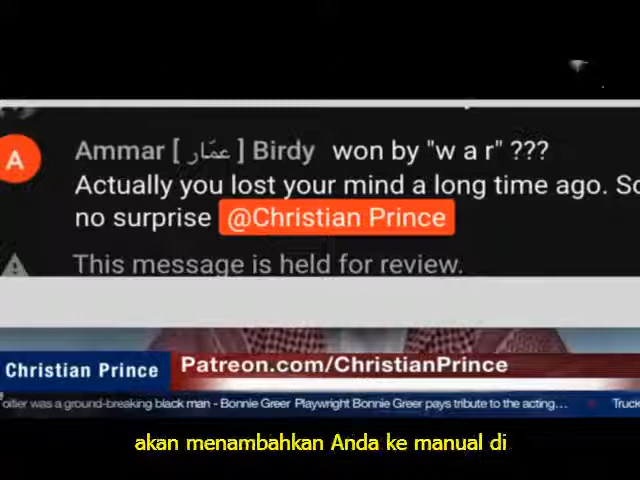 A
Ammar [ عمّار ] Birdy won by "w a r" ???
Actually you lost your mind a long time ago. So
no surprise @Christian Prince
This message is held for review.
Christian Prince
Patreon.com/ChristianPrince
oitier was a ground-breaking black man - Bonnie Greer Playwright Bonnie Greer pays tribute to the acting... Truck
akan menambahkan Anda ke manual di